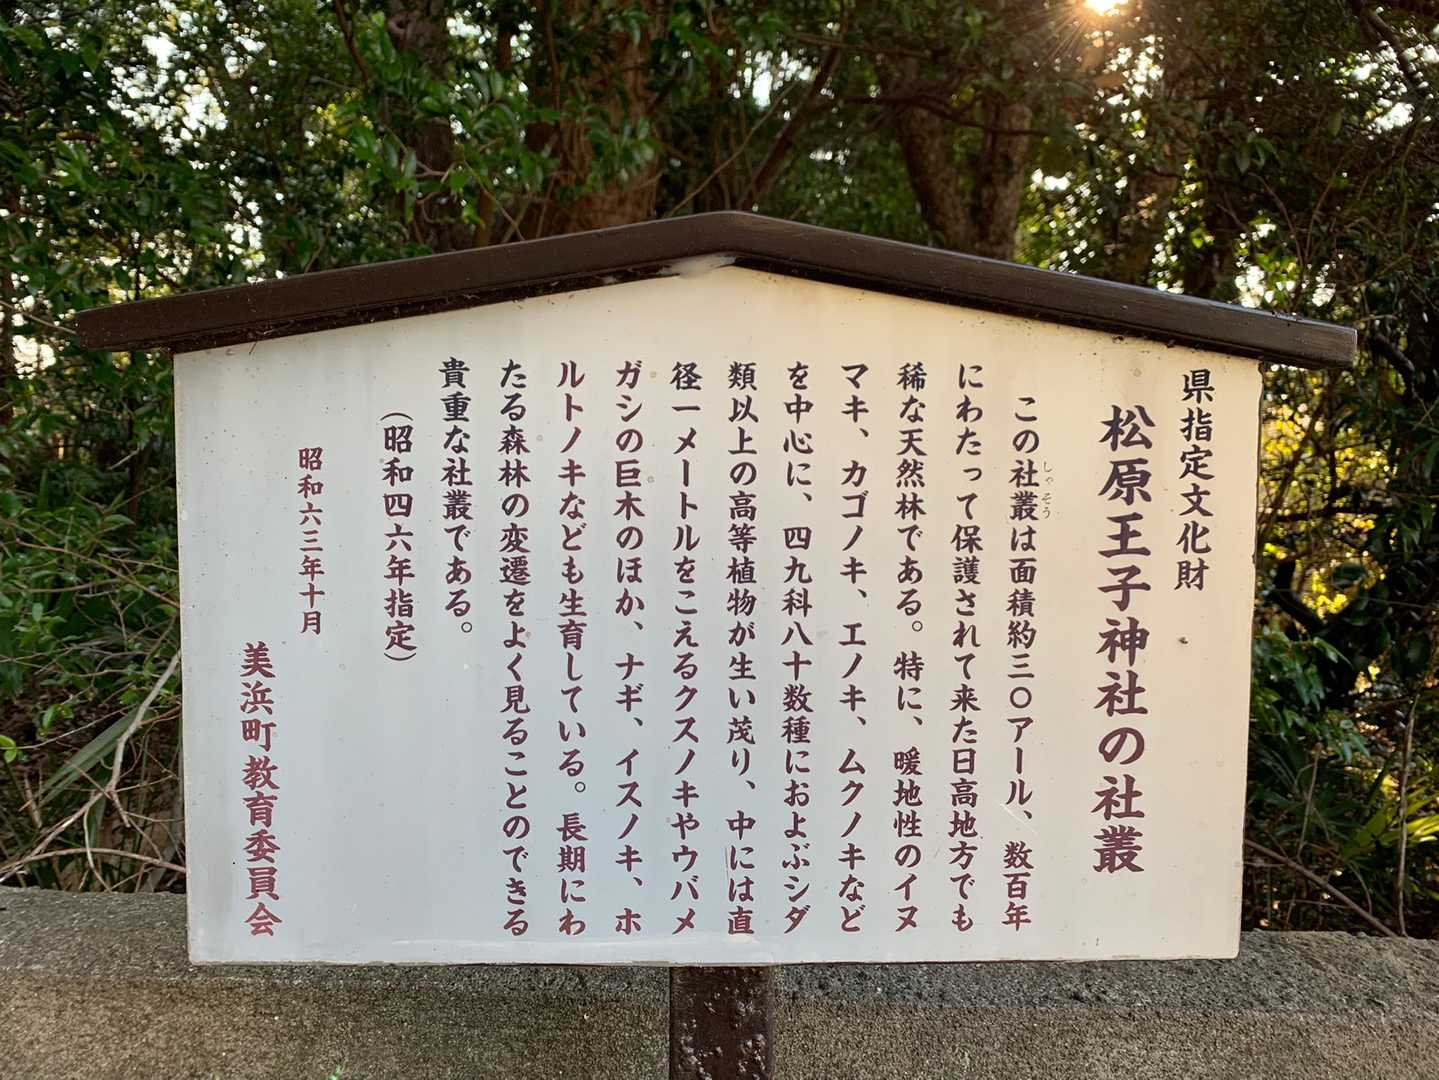 県指定文化財
松原王子神社の社叢
この社叢は面積約三〇アール、数百年
しゃそう
にわたって保護されて来た日高地方でも
稀な天然林である。特に、暖地性のイヌ
マキ、カゴノキ、エノキ、ムクノキなど
を中心に、四九科八十数種におよぶシダ
類以上の高等植物が生い茂り、中には直
径一メートルをこえるクスノキやウバメ
ガシの巨木のほか、ナギ、イスノキ、ホ
ルトノキなども生育している。長期にわ
たる森林の変遷をよく見ることのできる
貴重な社叢である。
（昭和四六年指定）
昭和六三年十月
美浜町教育委員会